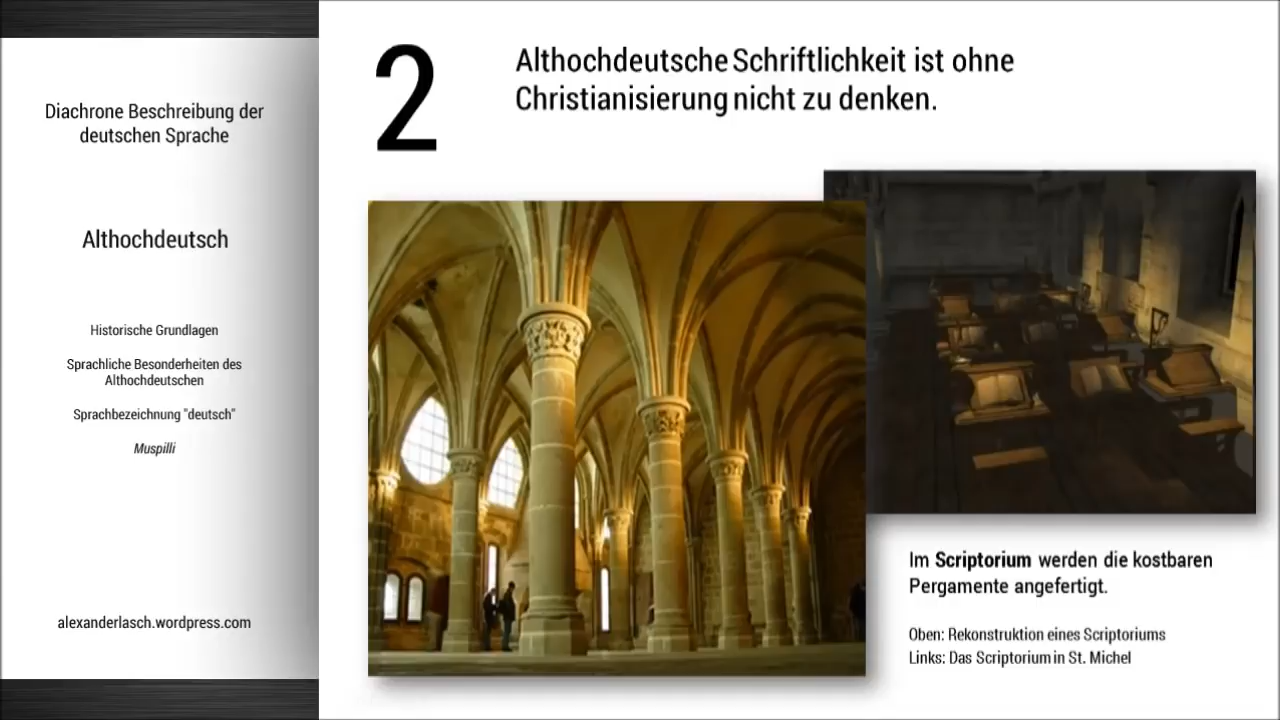 Diachrone Beschreibung der
deutschen Sprache
Althochdeutsch
Historische Grundlagen
Sprachliche Besonderheiten des
Althochdeutschen
Sprachbezeichnung "deutsch"
Muspilli
alexanderlasch.wordpress.com
2
Althochdeutsche Schriftlichkeit ist ohne
Christianisierung nicht zu denken.
Im Scriptorium werden die kostbaren
Pergamente angefertigt.
Oben: Rekonstruktion eines Scriptoriums
Links: Das Scriptorium in St. Michel